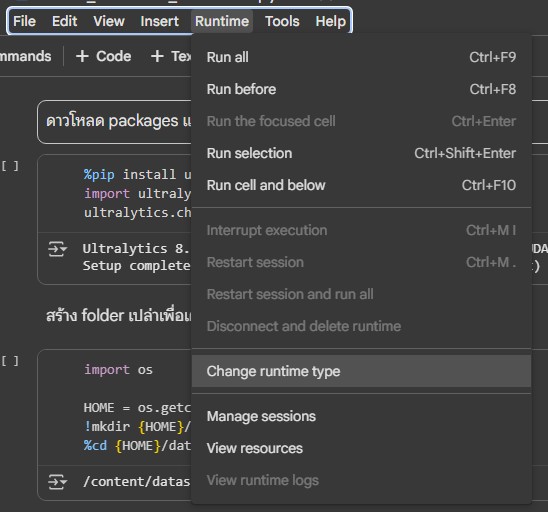 File Edit View Insert Runtime Tools Help
mmands + Code + Tex
Run all Ctrl+F9
Run before Ctrl+F8
Run the focused cell Ctrl+Enter
Run selection Ctrl+Shift+Enter
Run cell and below Ctrl+F10
Interrupt execution Ctrl+M I
Restart session Ctrl+M .
Restart session and run all
Disconnect and delete runtime
Change runtime type
Manage sessions
View resources
View runtime logs
ดาวโหลด packages แ
[ ]
%pip install u
import ultraly
ultralytics.ch
Ultralytics 8.
Setup complete
สร้าง folder เปล่าเพื่อแ
[ ]
import os
HOME = os.getc
!mkdir {HOME}/
%cd {HOME}/dat
/content/datas